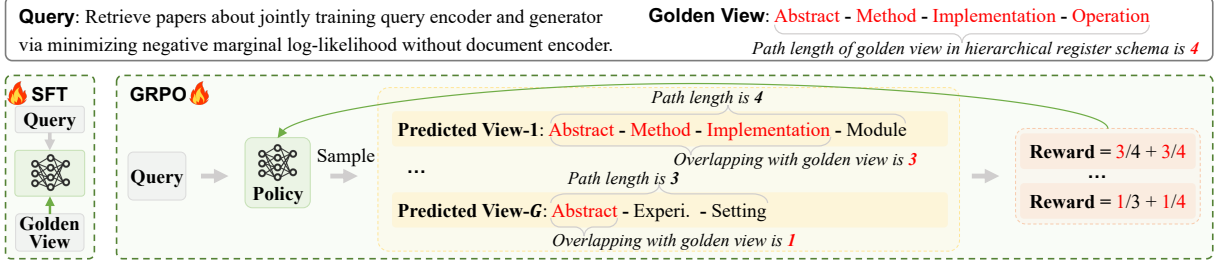 Query: Retrieve papers about jointly training query encoder and generator
via minimizing negative marginal log-likelihood without document encoder.
Golden View: Abstract - Method - Implementation - Operation
Path length of golden view in hierarchical register schema is 4
SFT
Query
Golden
View
GRPO
Query
Policy
Sample
Path length is 4
Predicted View-1: Abstract - Method - Implementation - Module
Overlapping with golden view is 3
...
Path length is 3
Predicted View-G: Abstract - Experi. - Setting
Overlapping with golden view is 1
Reward = 3/4 + 3/4
...
Reward = 1/3 + 1/4